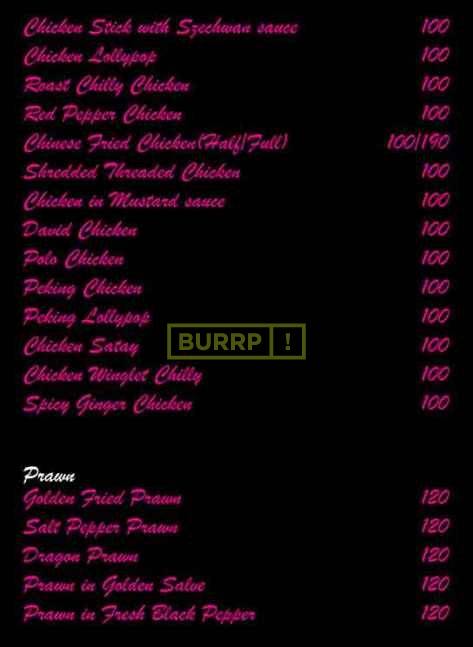 Chicken Stick with Szechwan sauce 100
Chicken Lollypop 100
Roast Chilly Chicken 100
Red Pepper Chicken 100
Chinese Fried Chicken(Half/Full) 100/190
Shredded Threaded Chicken 100
Chicken in Mustard sauce 100
David Chicken 100
Polo Chicken 100
Peking Chicken 100
Peking Lollypop 100
BURRP !
Chicken Satay 100
Chicken Winglet Chilly 100
Spicy Ginger Chicken 100
Prawn
Golden Fried Prawn 120
Salt Pepper Prawn 120
Dragon Prawn 120
Prawn in Golden Salve 120
Prawn in Fresh Black Pepper 120